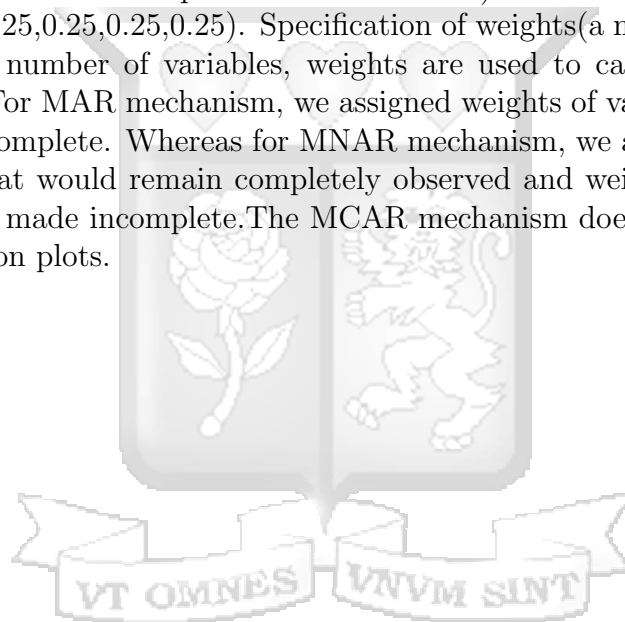 25,0.25,0.25,0.25). Specification of weights(a
number of variables, weights are used to ca
or MAR mechanism, we assigned weights of va
omplete. Whereas for MNAR mechanism, we a
at would remain completely observed and wei
made incomplete.The MCAR mechanism doe
on plots.
VT OMNES VNVM SINT